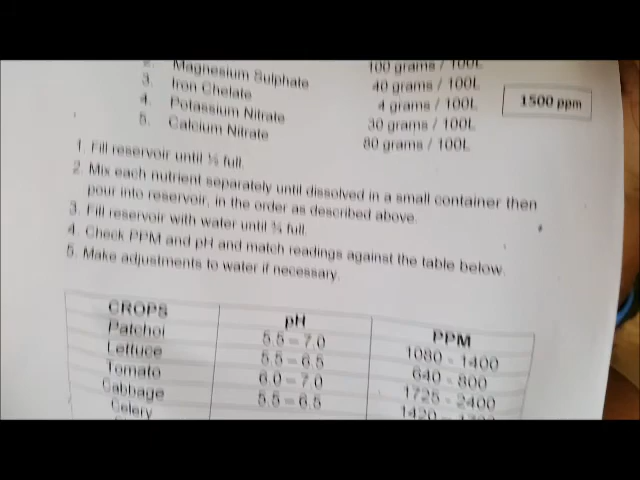 100 grams / 100L
2. Magnesium Sulphate 40 grams / 100L
3. Iron Chelate 4 grams / 100L
4. Potassium Nitrate 30 grams / 100L
5. Calcium Nitrate 80 grams / 100L
1500 ppm
1. Fill reservoir until full.
2. Mix each nutrient separately until dissolved in a small container then
pour into reservoir, in the order as described above.
3. Fill reservoir with water until full.
4. Check PPM and pH and match readings against the table below.
5. Make adjustments to water if necessary.
CROPS pH PPM
Patchoi 5.5 – 7.0 1080 - 1400
Lettuce 5.5 – 6.5 640 - 800
Tomato 6.0 – 7.0 1725 - 2400
Cabbage 5.5 – 6.5 1420 -
Celery